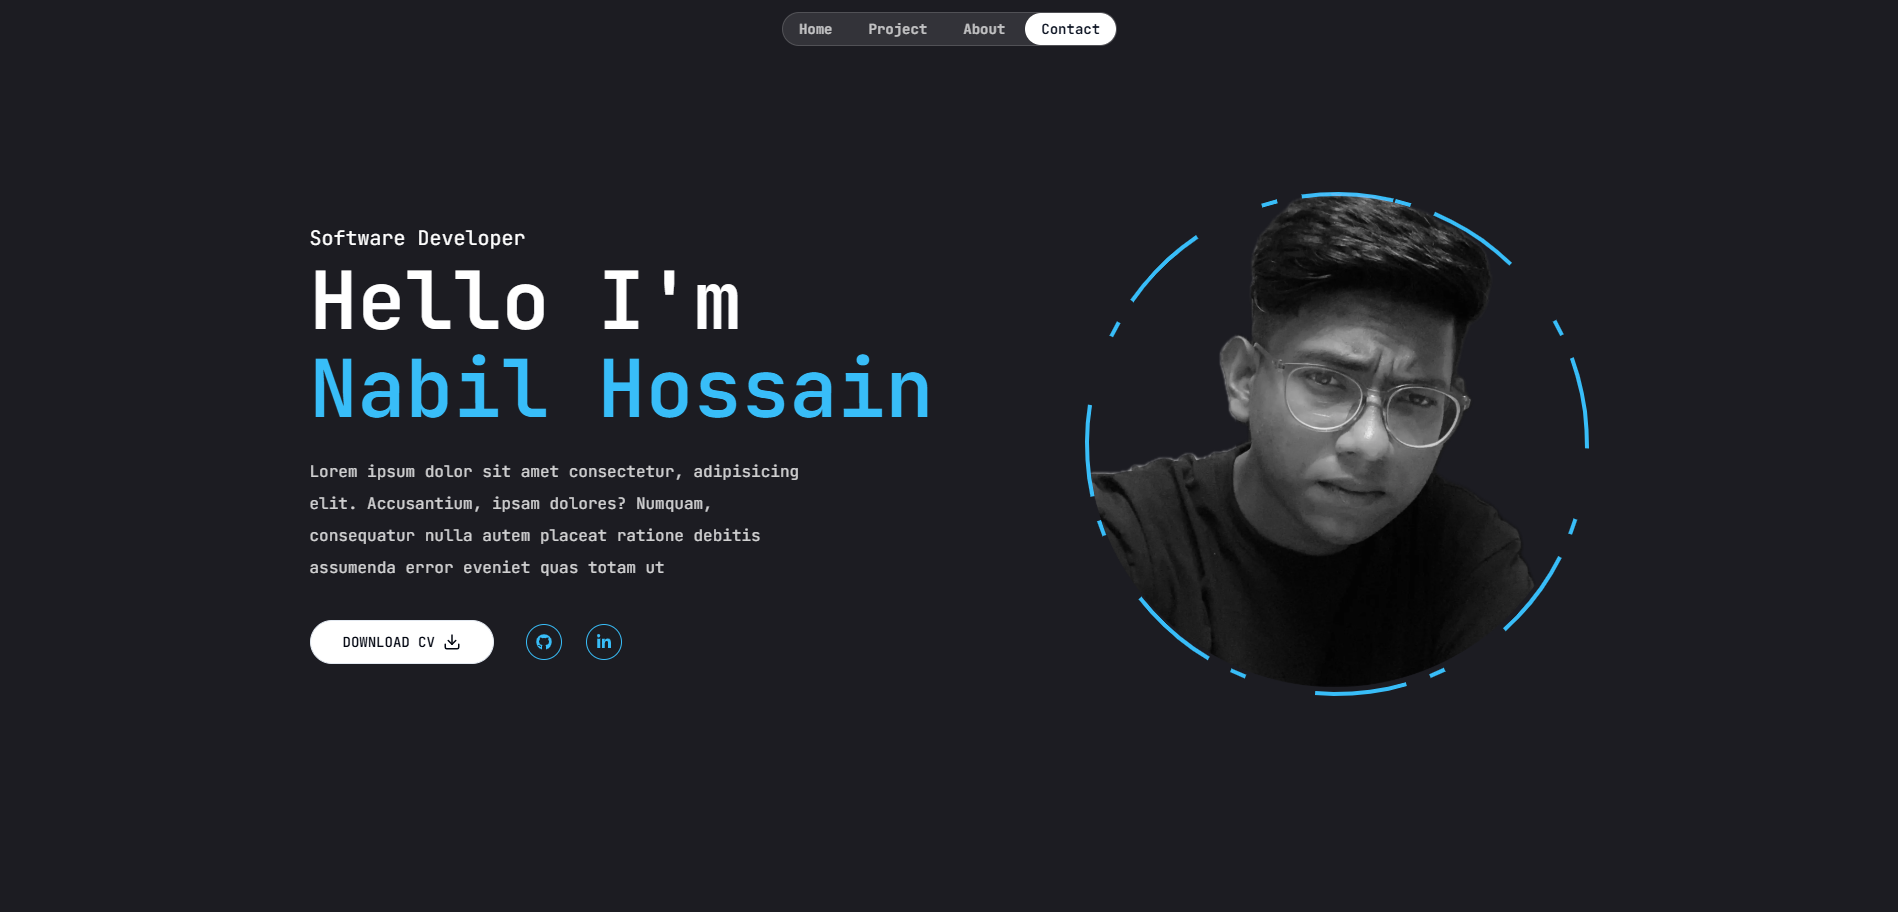 Home Project About Contact
Software Developer
Hello I'm
Nabil Hossain
Lorem ipsum dolor sit amet consectetur, adipisicing
elit. Accusantium, ipsam dolores? Numquam,
consequatur nulla autem placeat ratione debitis
assumenda error eveniet quas totam ut
DOWNLOAD CV
in